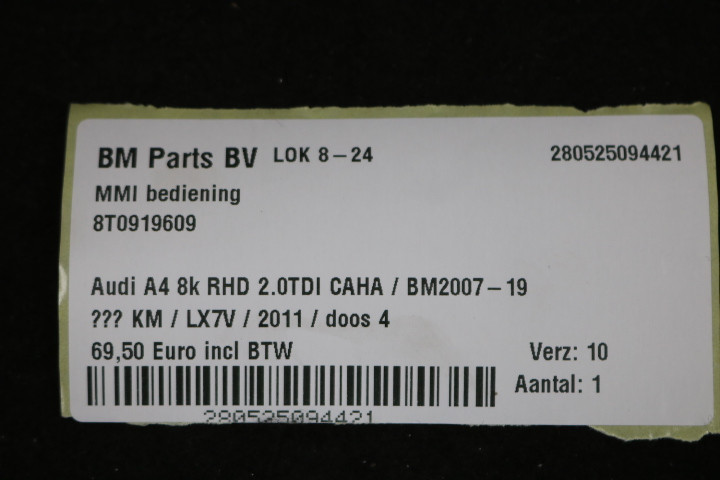 BM Parts BV LOK 8-24 280525094421
MMI bediening
8T0919609
Audi A4 8k RHD 2.0TDI CAHA / BM2007-19
??? KM / LX7V / 2011 / doos 4
69,50 Euro incl BTW Verz: 10
Aantal: 1
280525094421